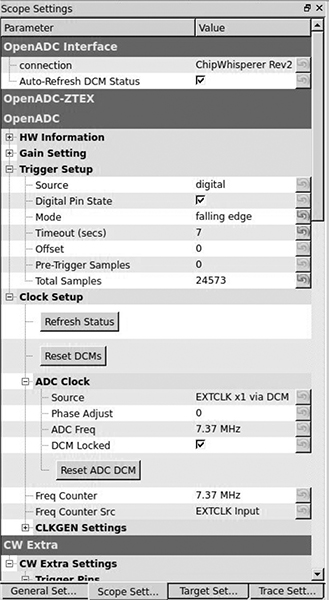 Scope Settings
Parameter Value
OpenADC Interface
connection ChipWhisperer Rev2
Auto-Refresh DCM Status
OpenADC-ZTEX
OpenADC
HW Information
Gain Setting
Trigger Setup
Source digital
Digital Pin State
Mode falling edge
Timeout (secs) 7
Offset 0
Pre-Trigger Samples 0
Total Samples 24573
Clock Setup
Refresh Status
Reset DCMs
ADC Clock
Source EXTCLK x1 via DCM
Phase Adjust 0
ADC Freq 7.37 MHz
DCM Locked
Reset ADC DCM
Freq Counter 7.37 MHz
Freq Counter Src EXTCLK Input
CLKGEN Settings
CW Extra
CW Extra Settings
Trigger Pins
General Set... Scope Sett... Target Set... Trace Sett...